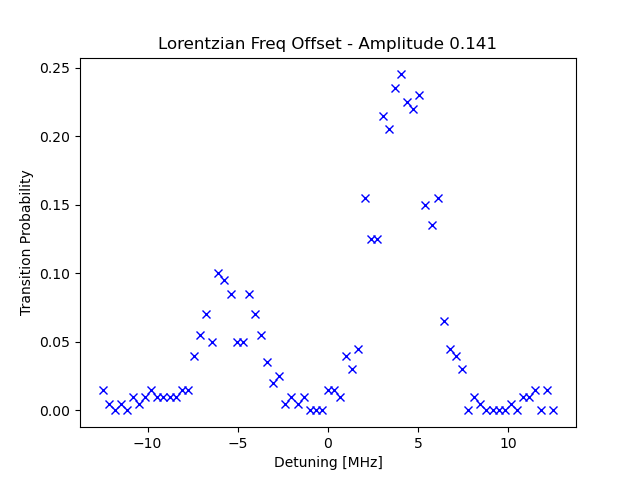 Lorentzian Freq Offset - Amplitude 0.141
0.25
0.20
0.15
0.10
0.05
0.00
Transition Probability
−10 −5 0 5 10
Detuning [MHz]